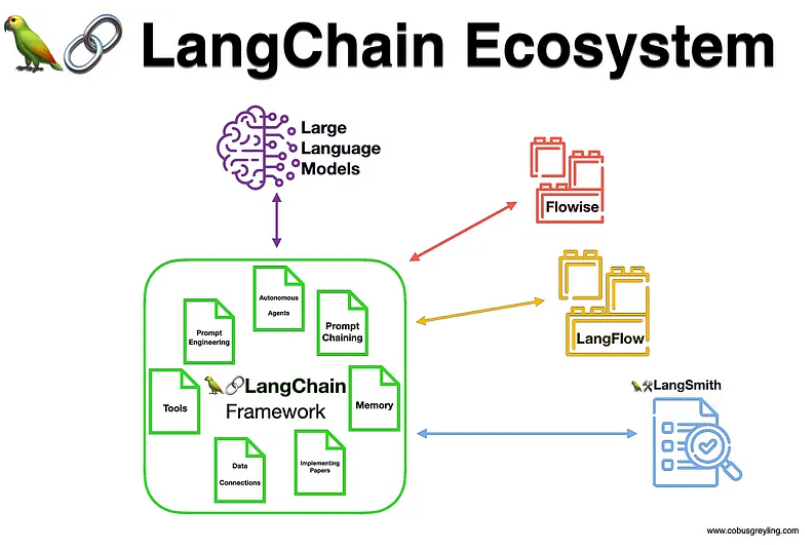 LangChain Ecosystem
Large
Language
Models
Flowise
LangFlow
LangSmith
Autonomous
Agents
Prompt
Engineering
Prompt
Chaining
LangChain
Framework
Tools
Memory
Data
Connections
Implementing
Papers
www.cobusgreyling.com